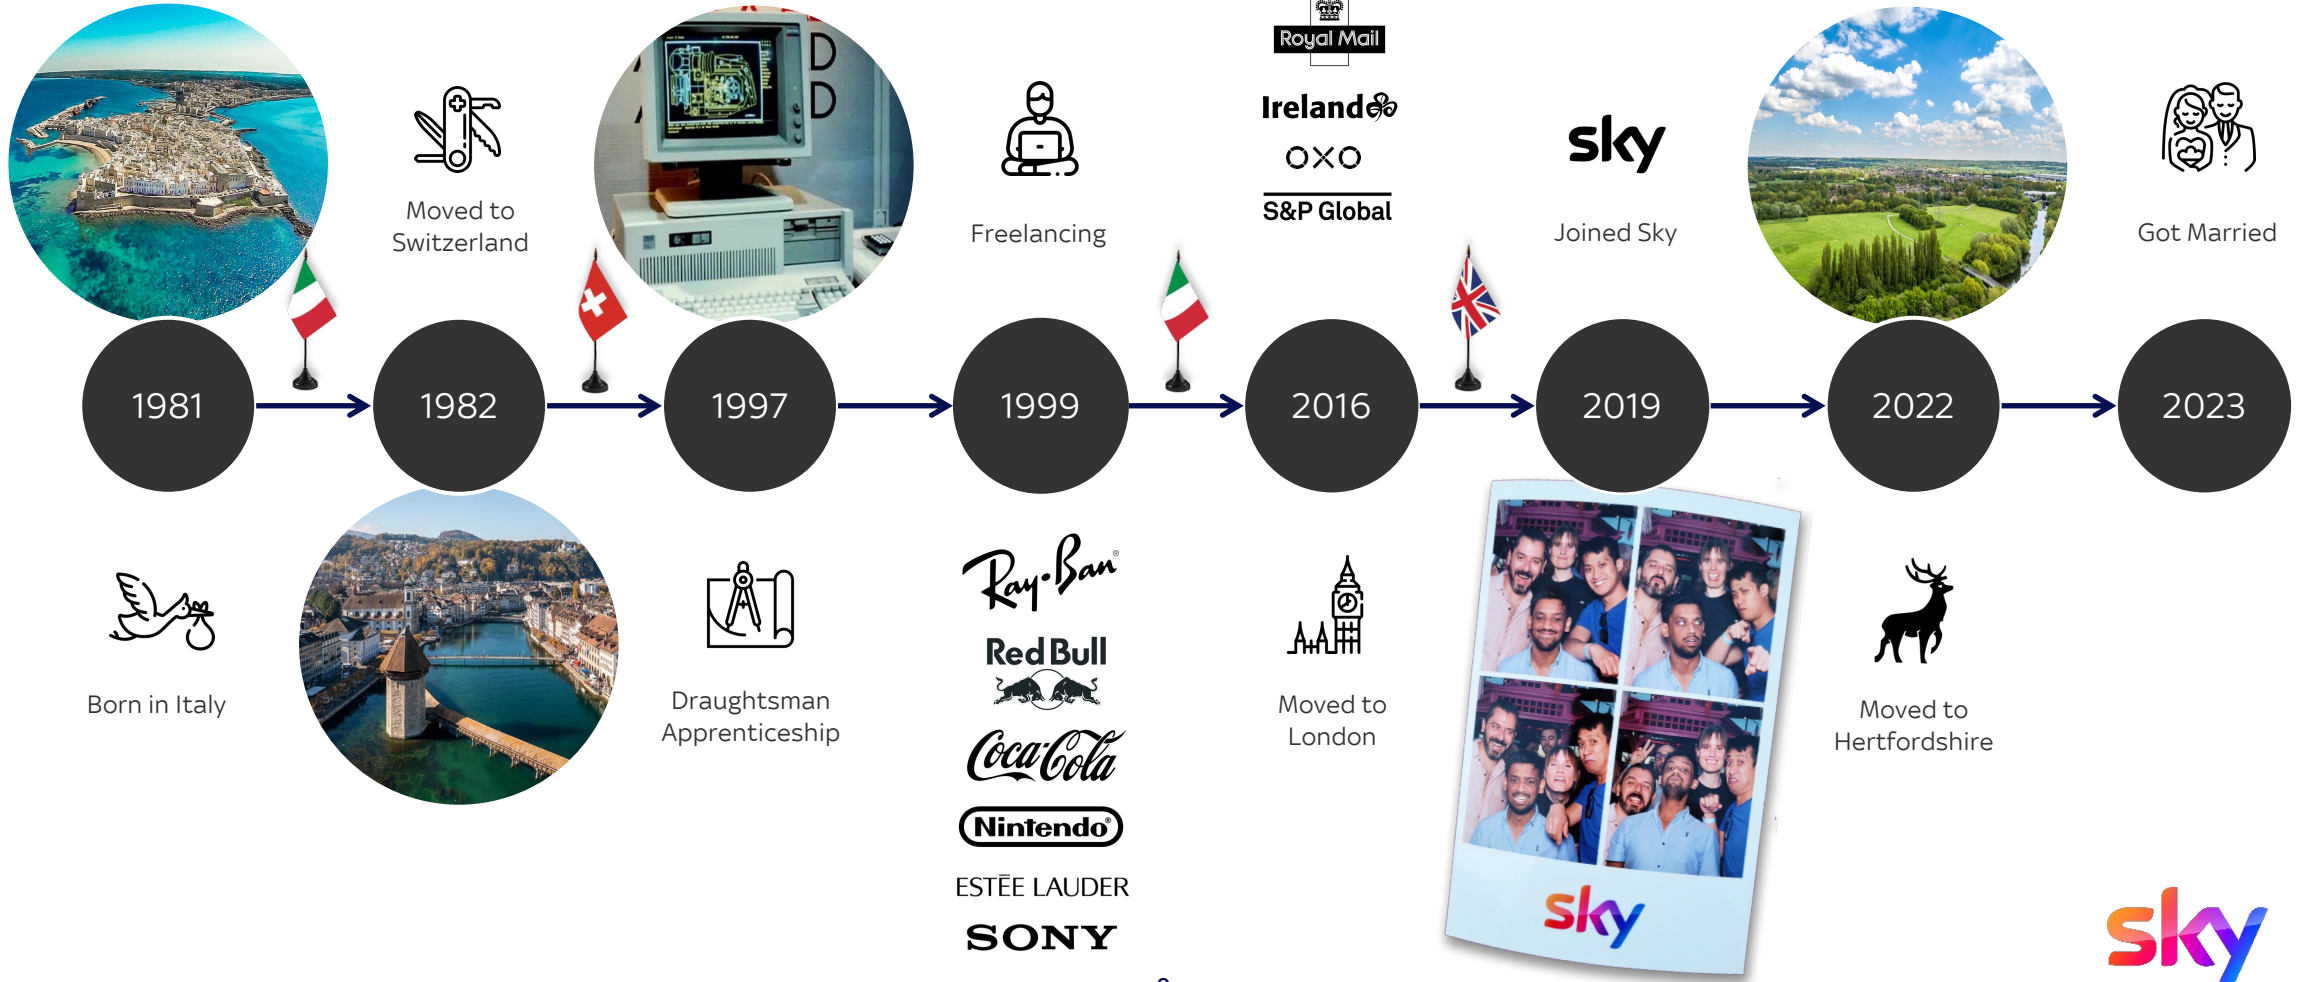 Royal Mail
Ireland
OXO
S&P Global
sky
Moved to
Switzerland
Freelancing
Joined Sky
Got Married
1981
1982
1997
1999
2016
2019
2022
2023
Born in Italy
Draughtsman
Apprenticeship
Ray-Ban®
Red Bull
Coca-Cola
Nintendo®
ESTĒE LAUDER
SONY
Moved to
London
sky
Moved to
Hertfordshire
sky